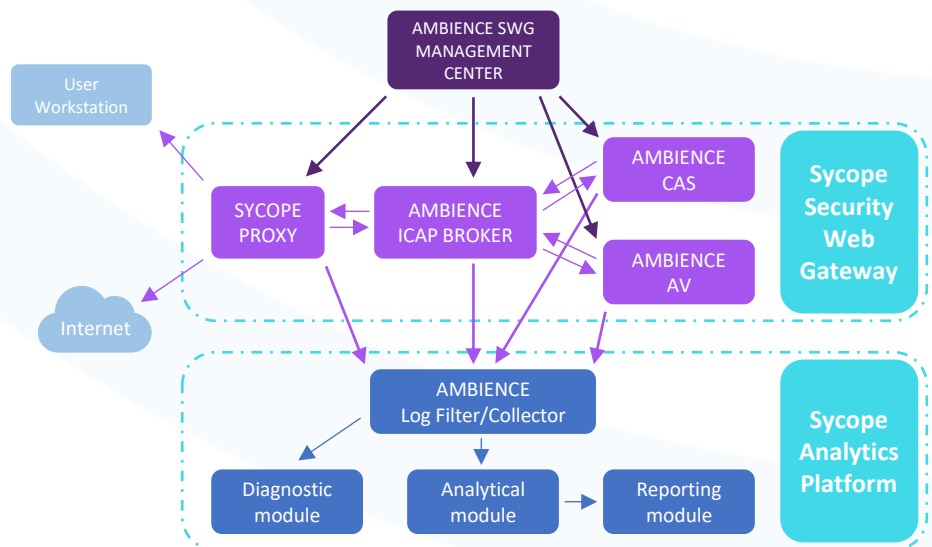 AMBIENCE SWG
MANAGEMENT
CENTER
User
Workstation
AMBIENCE
CAS
Sycope
Security
Web
Gateway
SYCOPE
PROXY
AMBIENCE
ICAP BROKER
AMBIENCE
AV
Internet
AMBIENCE
Log Filter/Collector
Sycope
Analytics
Platform
Diagnostic
module
Analytical
module
Reporting
module